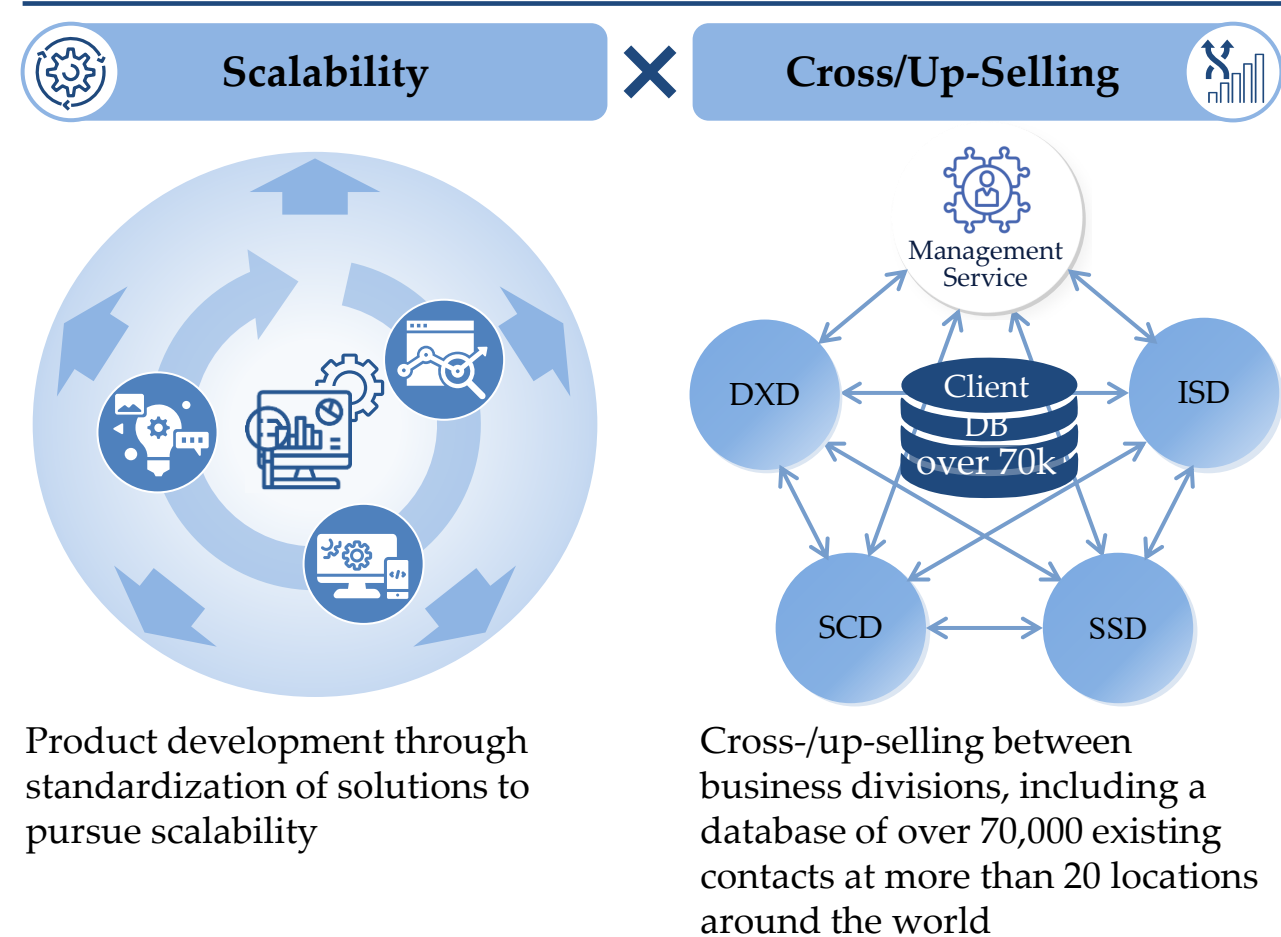 Scalability
Cross/Up-Selling
Management
Service
DXD
Client
DB
over 70k
ISD
SCD
SSD
Product development through
standardization of solutions to
pursue scalability
Cross-/up-selling between
business divisions, including a
database of over 70,000 existing
contacts at more than 20 locations
around the world